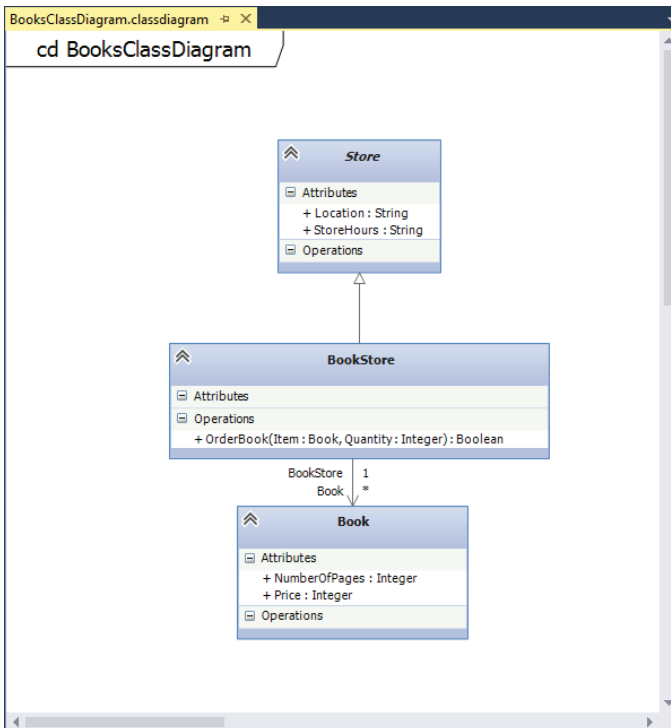 BooksClassDiagram.classdiagram
cd BooksClassDiagram
Store
Attributes
+ Location : String
+ StoreHours : String
Operations
BookStore
Attributes
Operations
+ OrderBook(Item : Book, Quantity : Integer) : Boolean
BookStore 1
Book *
Book
Attributes
+ NumberOfPages : Integer
+ Price : Integer
Operations